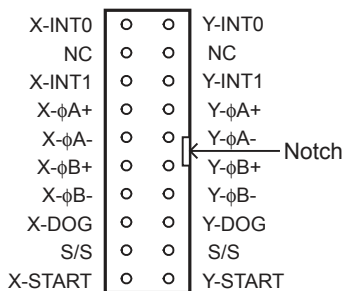 X-INT0 Y-INT0
NC NC
X-INT1 Y-INT1
X-ϕA+ Y-ϕA+
X-ϕA- Y-ϕA-
Notch
X-ϕB+ Y-ϕB+
X-ϕB- Y-ϕB-
X-DOG Y-DOG
S/S S/S
X-START Y-START